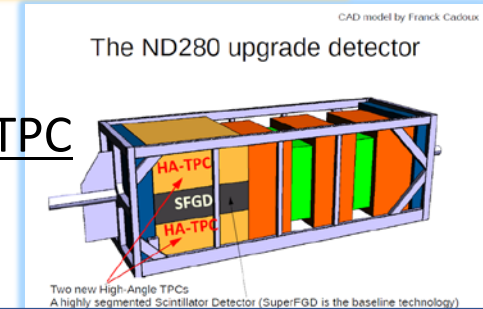 CAD model by Franck Cadoux
The ND280 upgrade detector
TPC
HA-TPC
SFGD
HA-TPC
Two new High-Angle TPCs
A highly segmented Scintillator Detector (SuperFGD is the baseline technology)